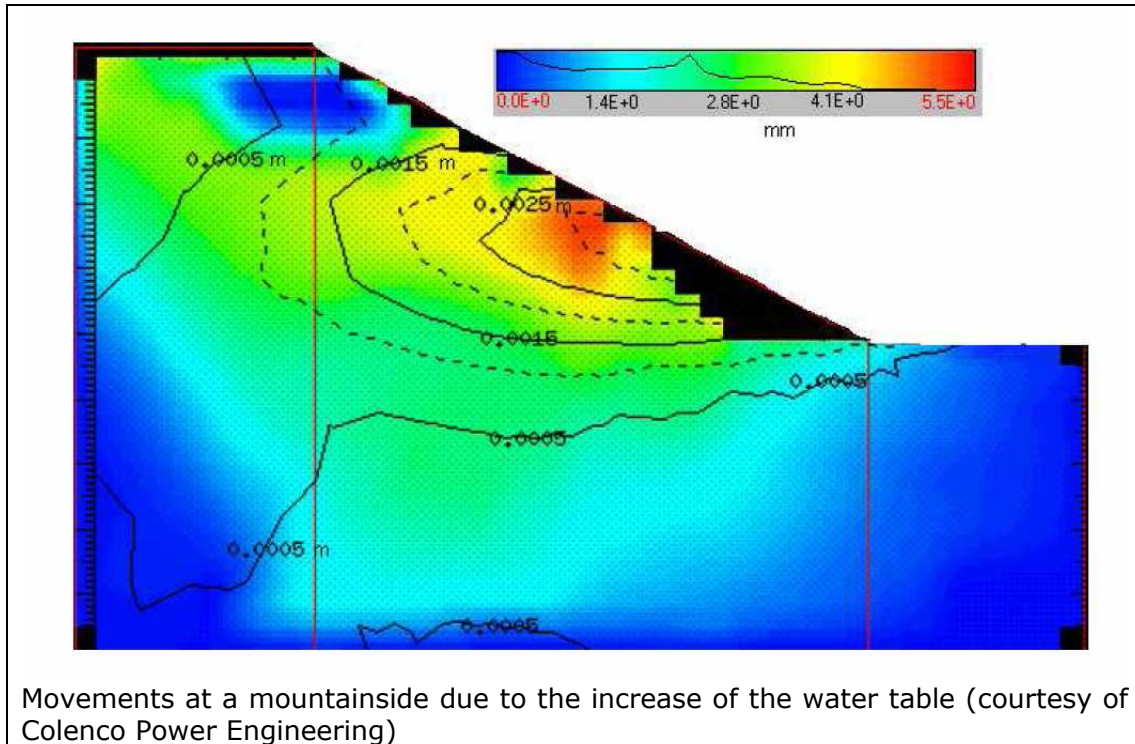 0.0E+0 1.4E+0 2.8E+0 4.1E+0 5.5E+0
mm
0.0005 m 0.0015 m
0.0025 m
0.0015
0.0005
0.0005
0.0005 m
0.0005
Movements at a mountainside due to the increase of the water table (courtesy of
Colenco Power Engineering)